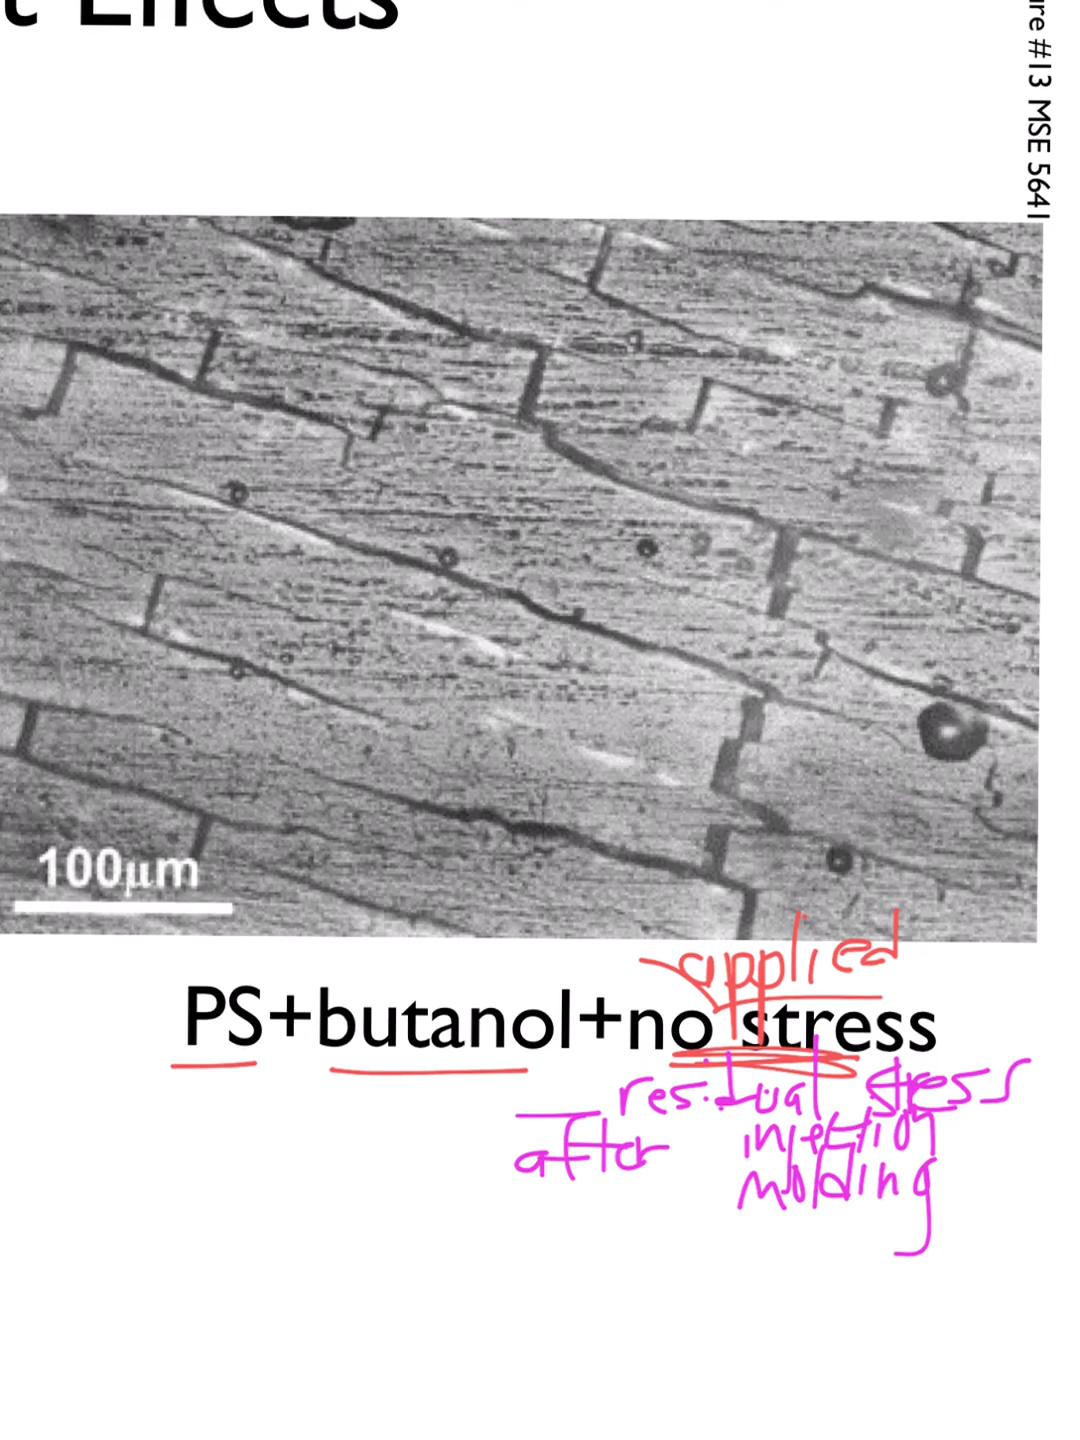 t Effects
ure #13 MSE 5641
100μm
applied
PS+butanol+no stress
residual stress
after injection
molding